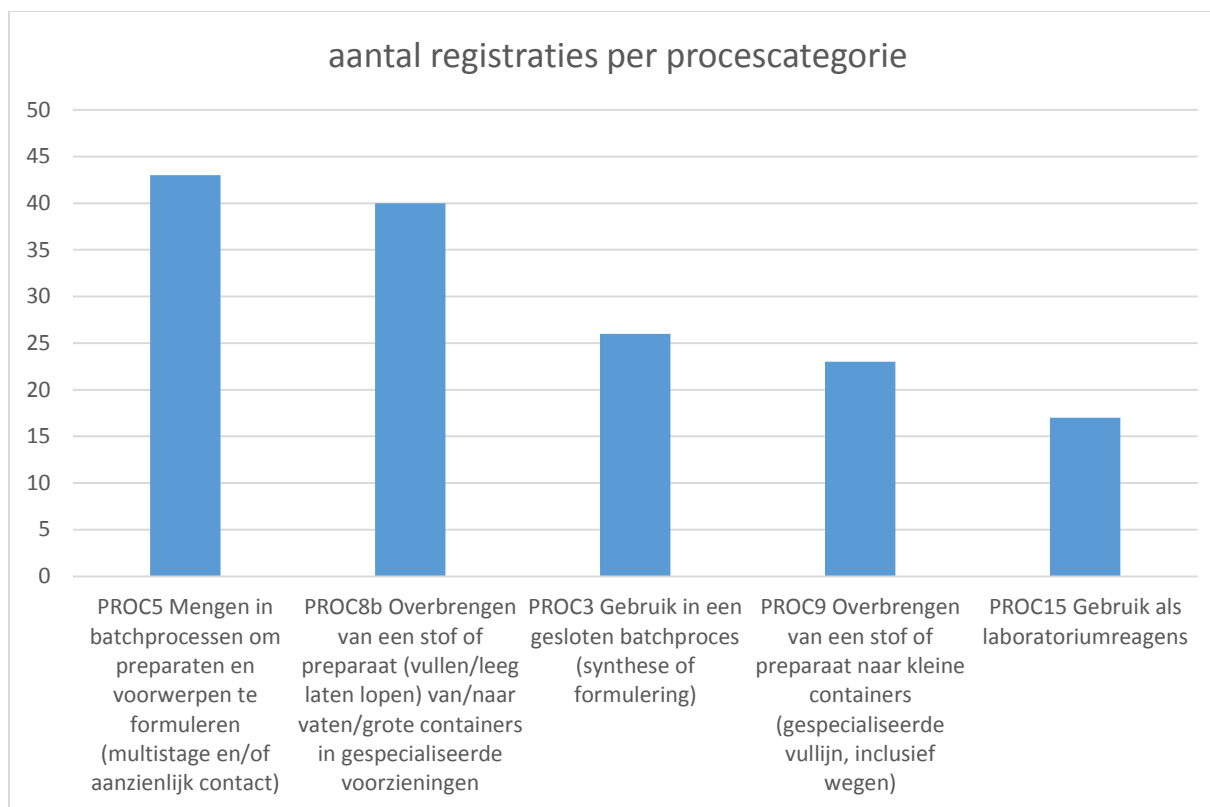 aantal registraties per procescategorie
50
45
40
35
30
25
20
15
10
5
0
PROC5 Mengen in
batchprocessen om
preparaten en
voorwerpen te
formuleren
(multistage en/of
aanzienlijk contact)
PROC8b Overbrengen
van een stof of
preparaat (vullen/leeg
laten lopen) van/naar
vaten/grote containers
in gespecialiseerde
voorzieningen
PROC3 Gebruik in een
gesloten batchproces
(synthese of
formulering)
PROC9 Overbrengen
van een stof of
preparaat naar kleine
containers
(gespecialiseerde
vullijn, inclusief
wegen)
PROC15 Gebruik als
laboratoriumreagens